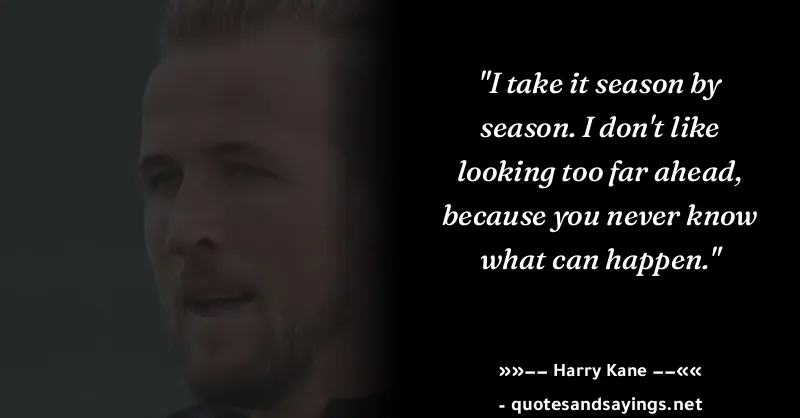 "I take it season by
season. I don't like
looking too far ahead,
because you never know
what can happen."
»»−− Harry Kane −−««
- quotesandsayings.net